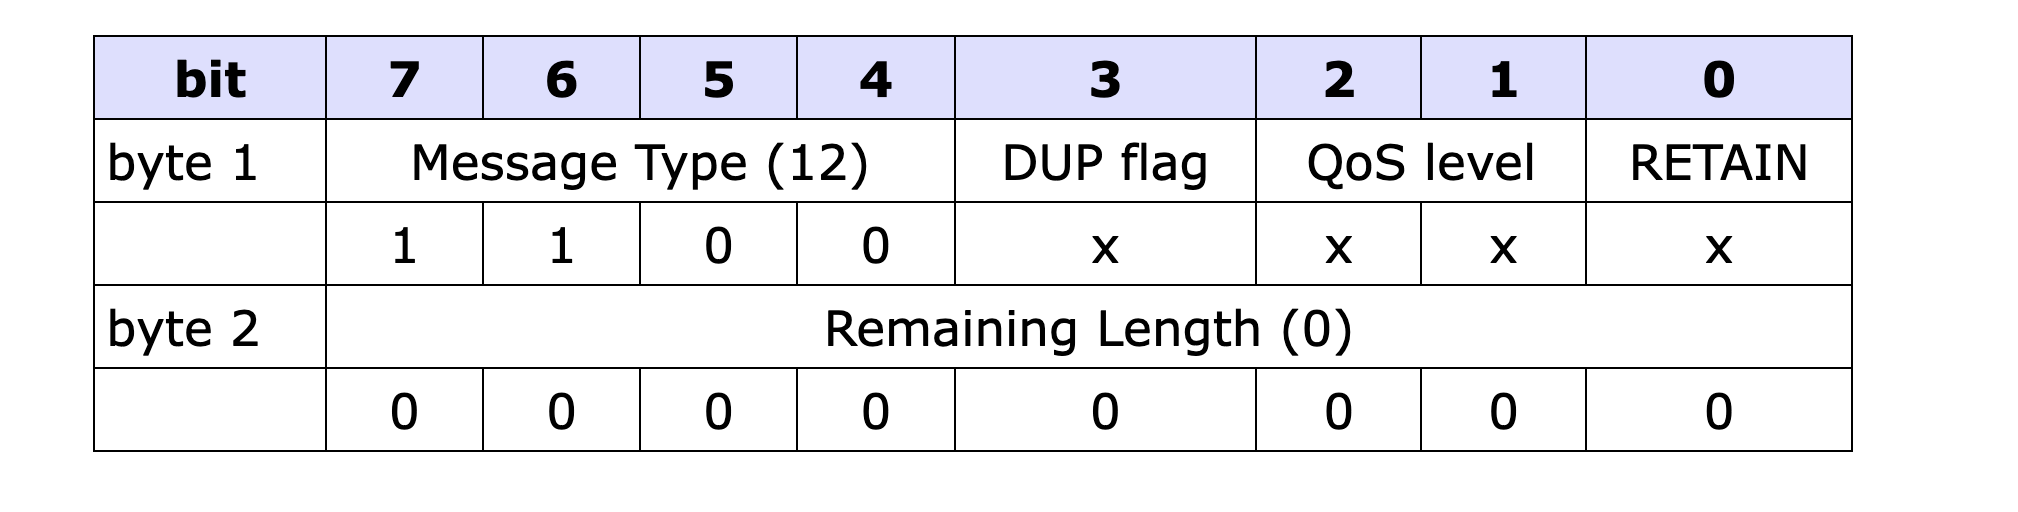 bit 7 6 5 4 3 2 1 0
byte 1 Message Type (12) DUP flag QoS level RETAIN
1 1 0 0 x x x x
byte 2 Remaining Length (0)
0 0 0 0 0 0 0 0